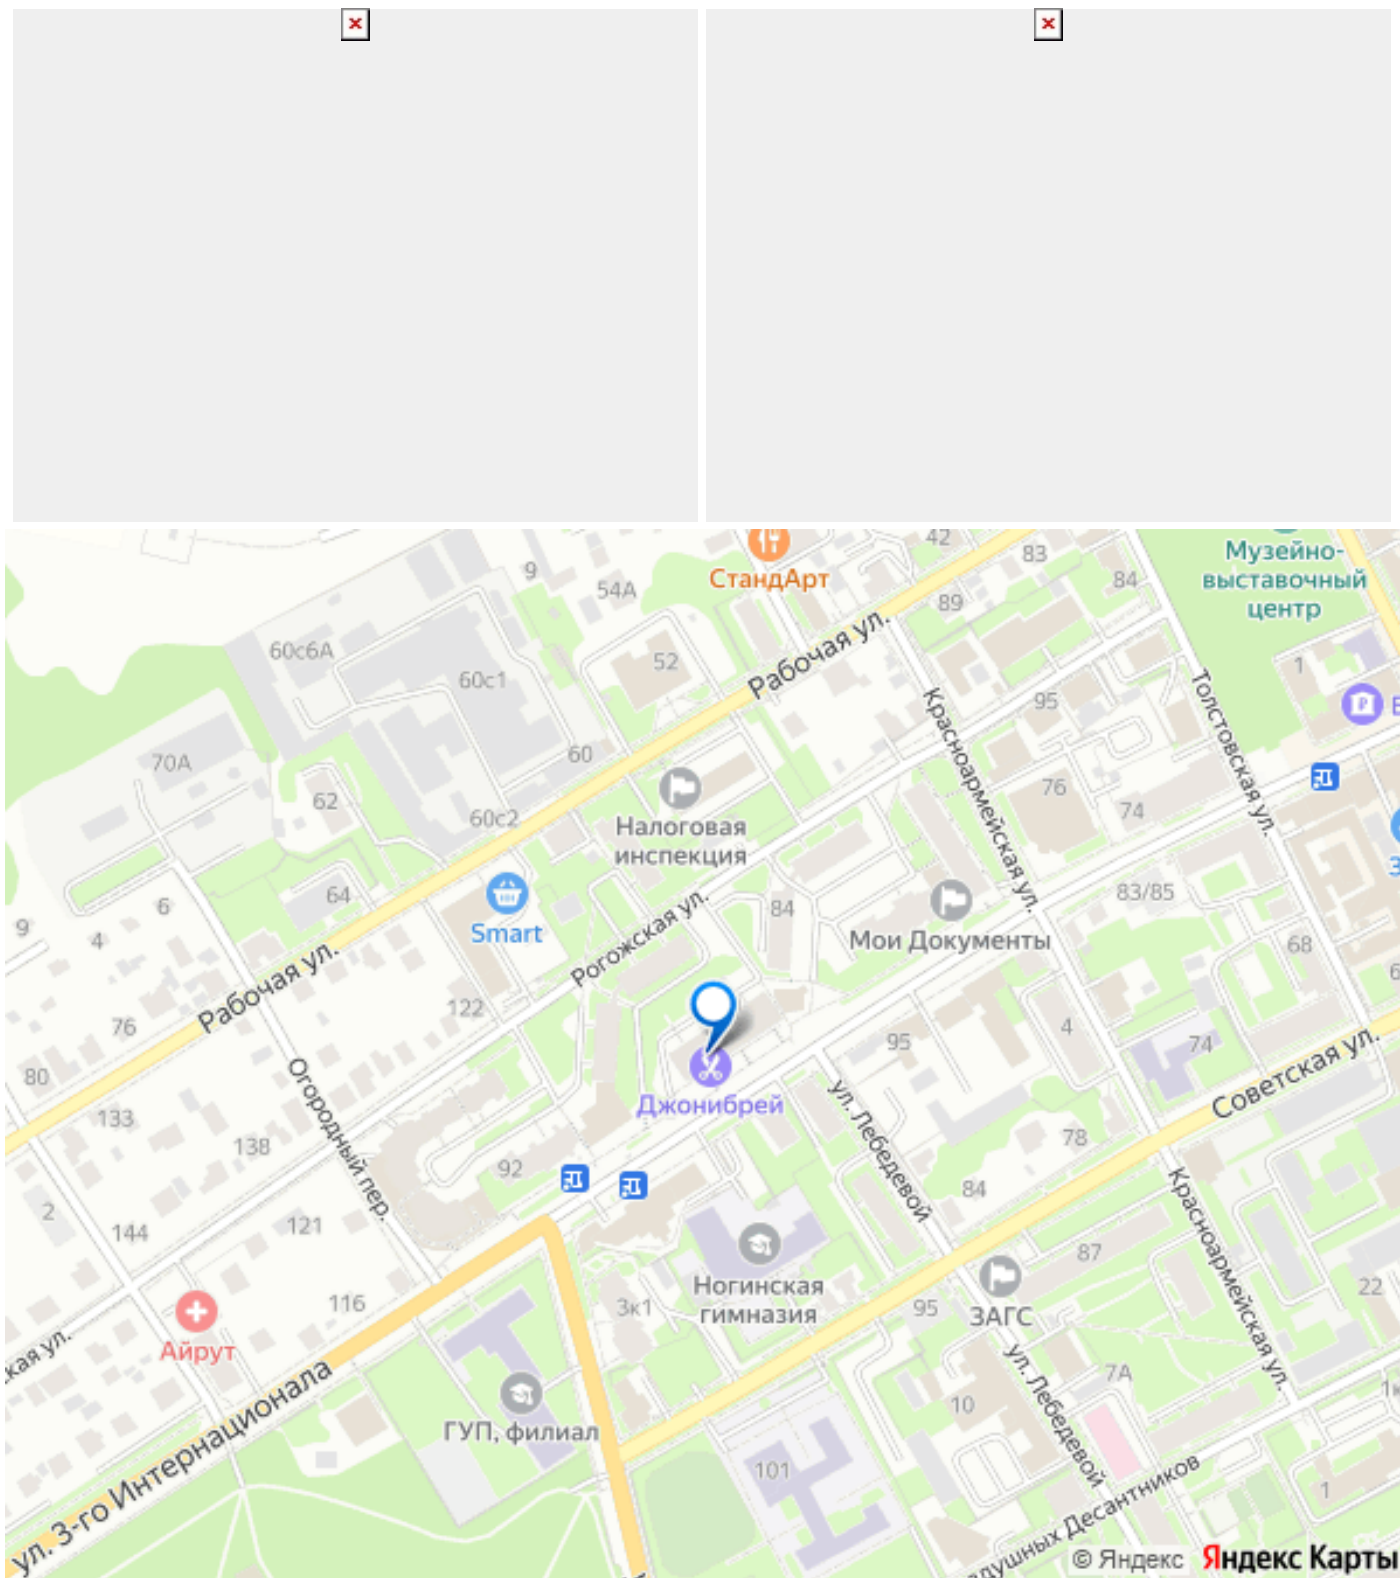 СтандАрт
42
83
84
89
9
54А
Музейно-
выставочный
центр
60с6А
60с1
52
Рабочая ул.
1
Красноармейская ул.
95
Толстовская ул.
70А
62
60
60с2
Налоговая
инспекция
76
74
64
Smart
Рогожская ул.
84
Мои Документы
83/85
9
6
4
68
Рабочая ул.
76
122
80
133
138
Огородный пер.
Джонибрей
95
4
74
Советская ул.
ул. Лебедевой
78
92
84
2
144
121
Красноармейская ул.
87
Ногинская
гимназия
3к1
95
ЗАГС
22
116
Айрут
ул. 3-го Интернационала
ГУП, филиал
ул. Лебедевой
7А
10
101
1
© Яндекс
Яндекс Карты